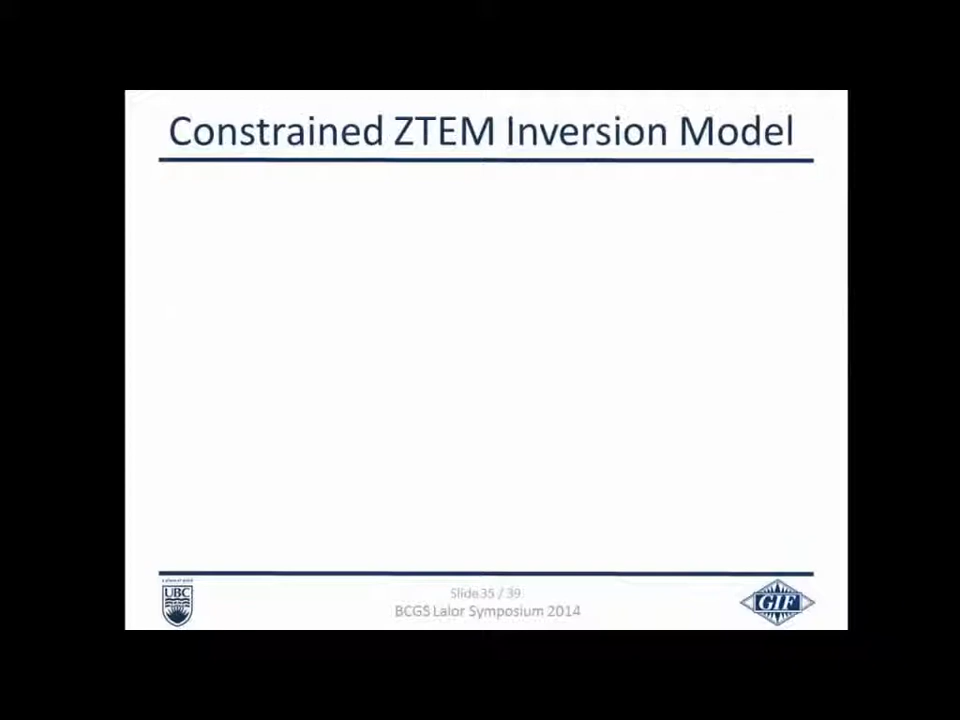 Constrained ZTEM Inversion Model
UBC
Slide 35 / 39
BCGS Lalor Symposium 2014
GIF